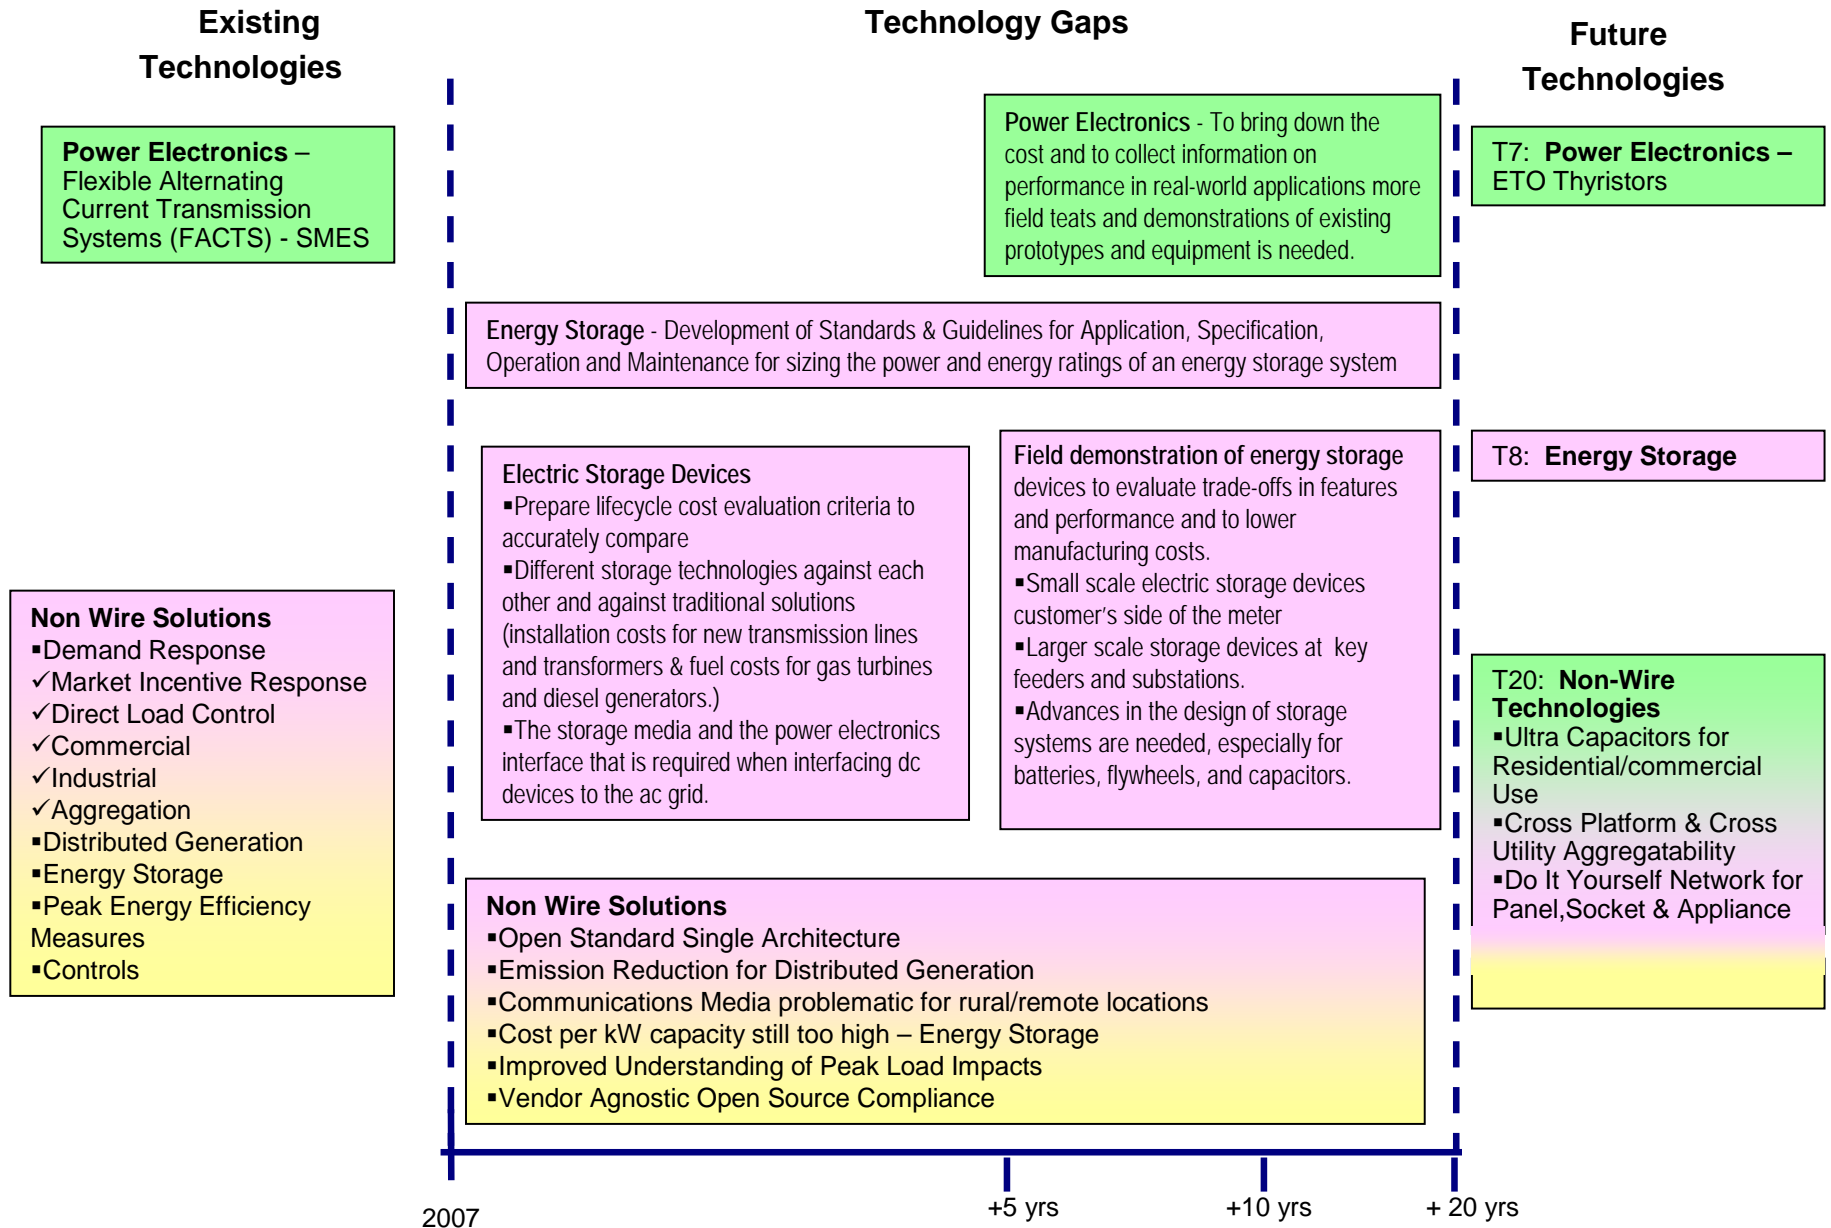 Existing
Technologies
Technology Gaps
Future
Technologies
Power Electronics –
Flexible Alternating
Current Transmission
Systems (FACTS) - SMES
Non Wire Solutions
▪Demand Response
✓Market Incentive Response
✓Direct Load Control
✓Commercial
✓Industrial
✓Aggregation
▪Distributed Generation
▪Energy Storage
▪Peak Energy Efficiency
Measures
▪Controls
Power Electronics - To bring down the
cost and to collect information on
performance in real-world applications more
field teats and demonstrations of existing
prototypes and equipment is needed.
Energy Storage - Development of Standards & Guidelines for Application, Specification,
Operation and Maintenance for sizing the power and energy ratings of an energy storage system
Electric Storage Devices
▪Prepare lifecycle cost evaluation criteria to
accurately compare
▪Different storage technologies against each
other and against traditional solutions
(installation costs for new transmission lines
and transformers & fuel costs for gas turbines
and diesel generators.)
▪The storage media and the power electronics
interface that is required when interfacing dc
devices to the ac grid.
Field demonstration of energy storage
devices to evaluate trade-offs in features
and performance and to lower
manufacturing costs.
▪Small scale electric storage devices
customer's side of the meter
▪Larger scale storage devices at key
feeders and substations.
▪Advances in the design of storage
systems are needed, especially for
batteries, flywheels, and capacitors.
Non Wire Solutions
▪Open Standard Single Architecture
▪Emission Reduction for Distributed Generation
▪Communications Media problematic for rural/remote locations
▪Cost per kW capacity still too high – Energy Storage
▪Improved Understanding of Peak Load Impacts
▪Vendor Agnostic Open Source Compliance
T7: Power Electronics –
ETO Thyristors
T8: Energy Storage
T20: Non-Wire
Technologies
▪Ultra Capacitors for
Residential/commercial
Use
▪Cross Platform & Cross
Utility Aggregatability
▪Do It Yourself Network for
Panel,Socket & Appliance
2007
+5 yrs
+10 yrs
+ 20 yrs